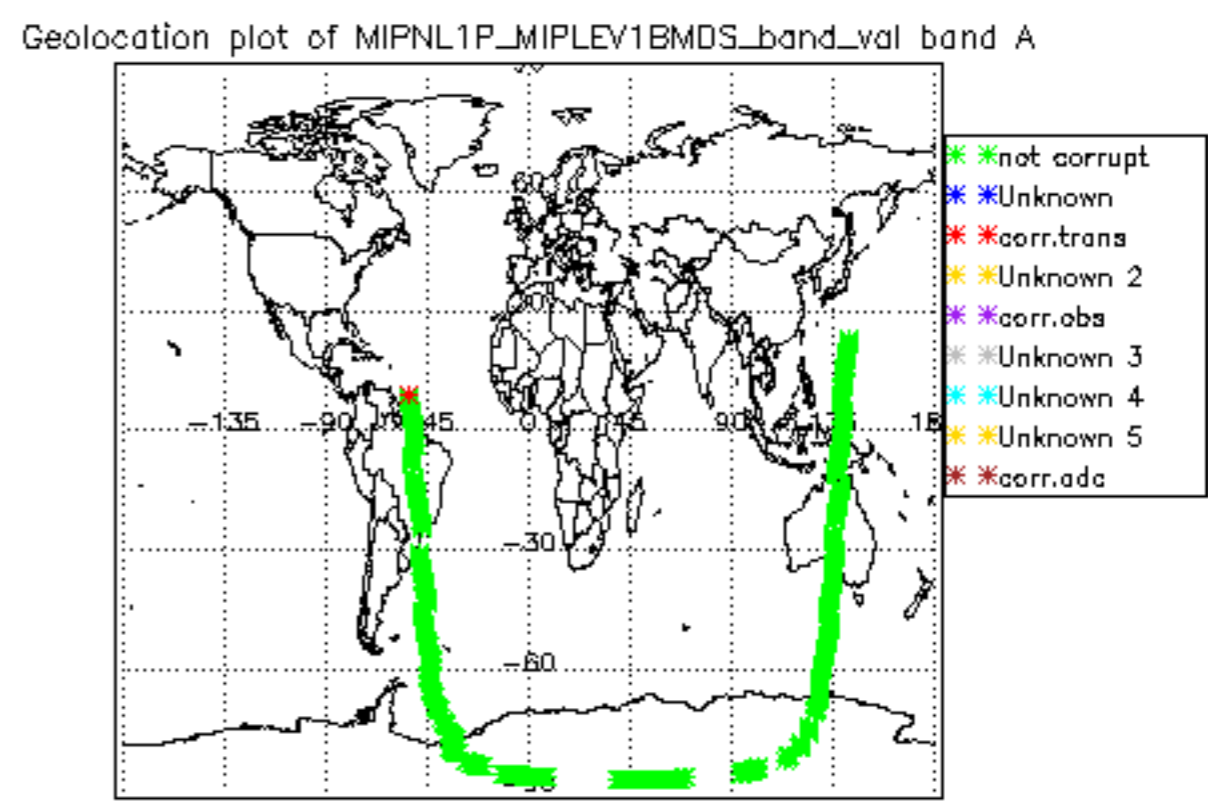 Geolocation plot of MIPNL1P_MIPLEV1BMDS_band_val band A
not corrupt
Unknown
corr.trans
Unknown 2
corr.obs
Unknown 3
Unknown 4
Unknown 5
corr.adc
60
-135 -90 45 0 45 90
-30
-60